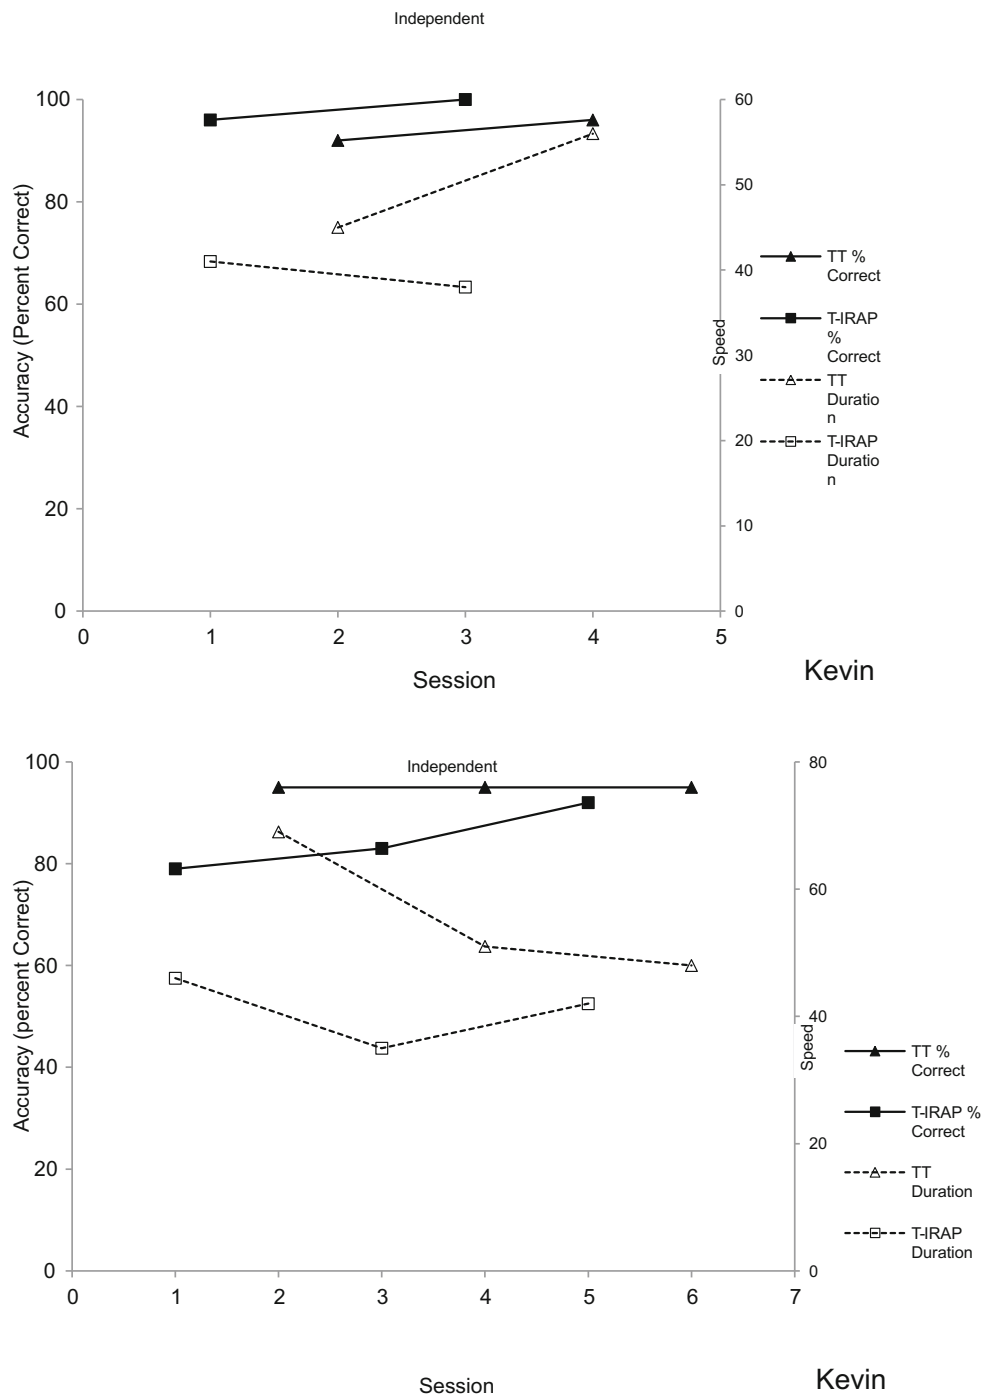 Independent
100
80
60
40
20
0
Accuracy (Percent Correct)
60
50
40
30
20
10
0
Speed
TT %
Correct
T-IRAP
%
Correct
TT
Duratio
n
T-IRAP
Duratio
n
0 1 2 3 4 5
Session
Kevin
Independent
100
80
60
40
20
0
Accuracy (percent Correct)
80
60
40
20
0
Speed
TT %
Correct
T-IRAP %
Correct
TT
Duration
T-IRAP
Duration
0 1 2 3 4 5 6 7
Session
Kevin